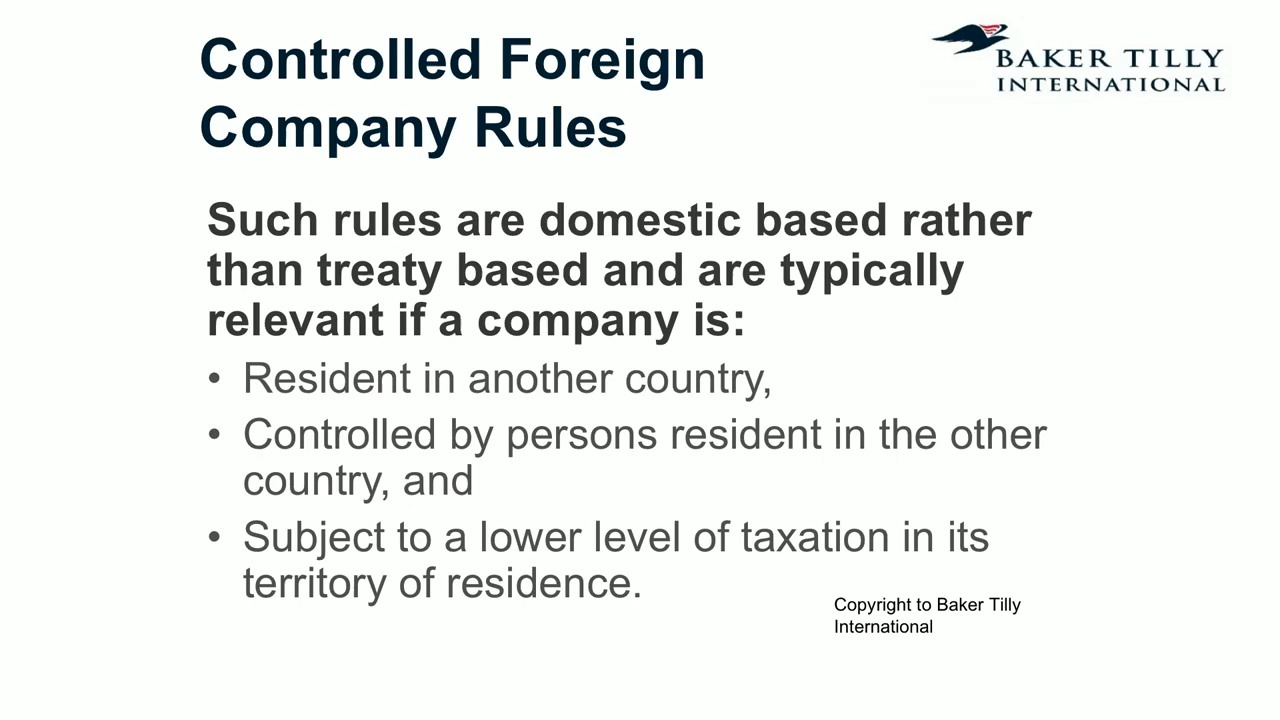 Controlled Foreign
Company Rules
BAKER TILLY
INTERNATIONAL
Such rules are domestic based rather
than treaty based and are typically
relevant if a company is:
• Resident in another country,
• Controlled by persons resident in the other
country, and
• Subject to a lower level of taxation in its
territory of residence.
Copyright to Baker Tilly
International